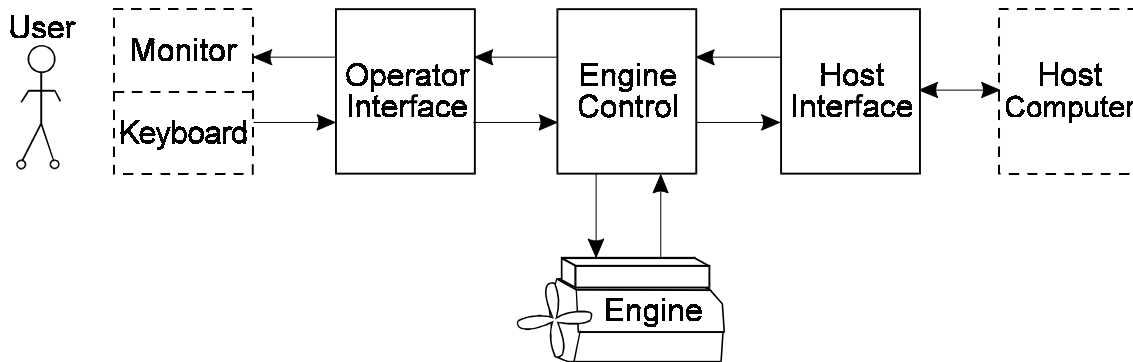 User
Monitor
Keyboard
Operator
Interface
Engine
Control
Host
Interface
Host
Computer
Engine